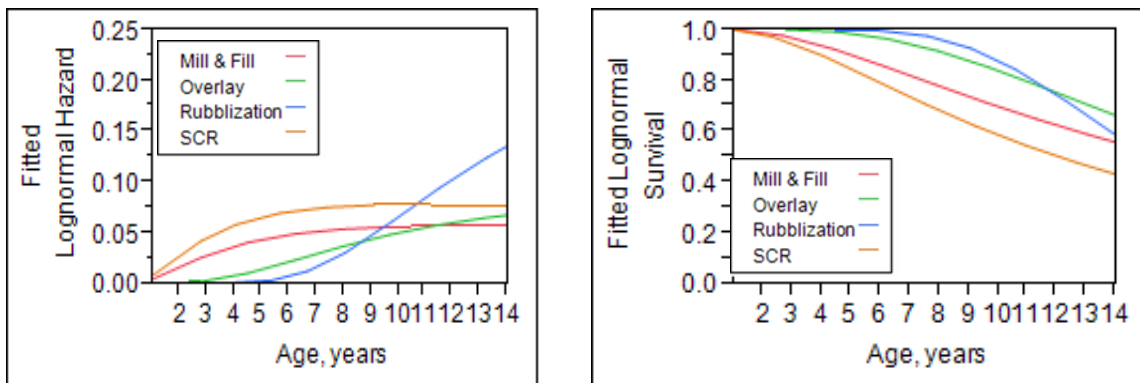 Fitted
Lognormal Hazard
0.25
0.20
0.15
0.10
0.05
0.00
Mill & Fill
Overlay
Rubblization
SCR
2 3 4 5 6 7 8 9 1011121314
Age, years
Fitted Lognormal
Survival
1.0
0.8
0.6
0.4
0.2
0.0
Mill & Fill
Overlay
Rubblization
SCR
2 3 4 5 6 7 8 9 1011121314
Age, years